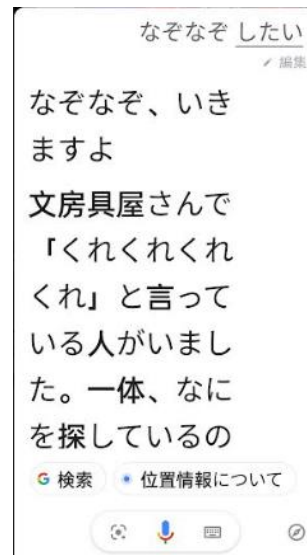 なぞなぞ したい
編集
なぞなぞ、いき
ますよ
文房具屋さんで
「くれくれくれ
くれ」と言って
いる人がいまし
た。一体、なに
を探しているの
検索 位置情報について